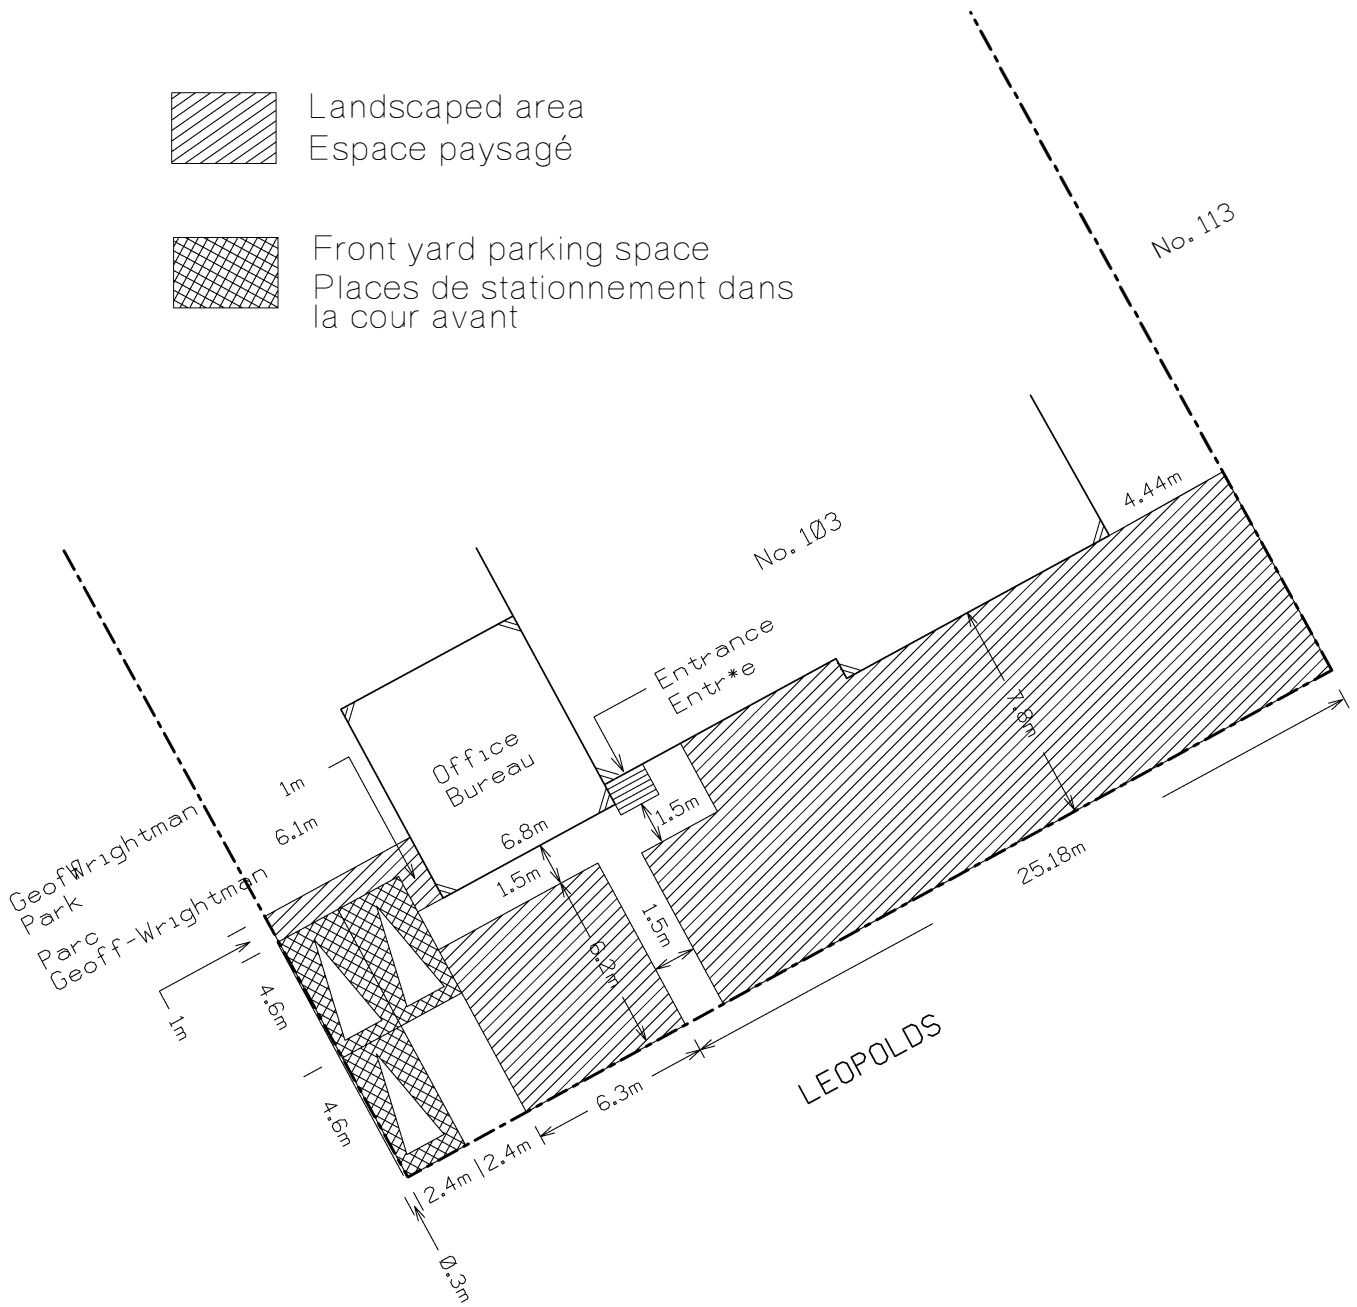 Landscaped area
Espace paysagé
Front yard parking space
Places de stationnement dans
la cour avant
No. 113
4.44m
No. 103
Entrance
Entr*e
7.8m
Office
Bureau
1m
6.1m
6.8m
1.5m
1.5m
GeoffWrightman
Park
Parc
Geoff-Wrightman
1m
4.6m
4.6m
1.5m
6.2m
25.18m
LEOPOLDS
6.3m
2.4m
2.4m
0.3m